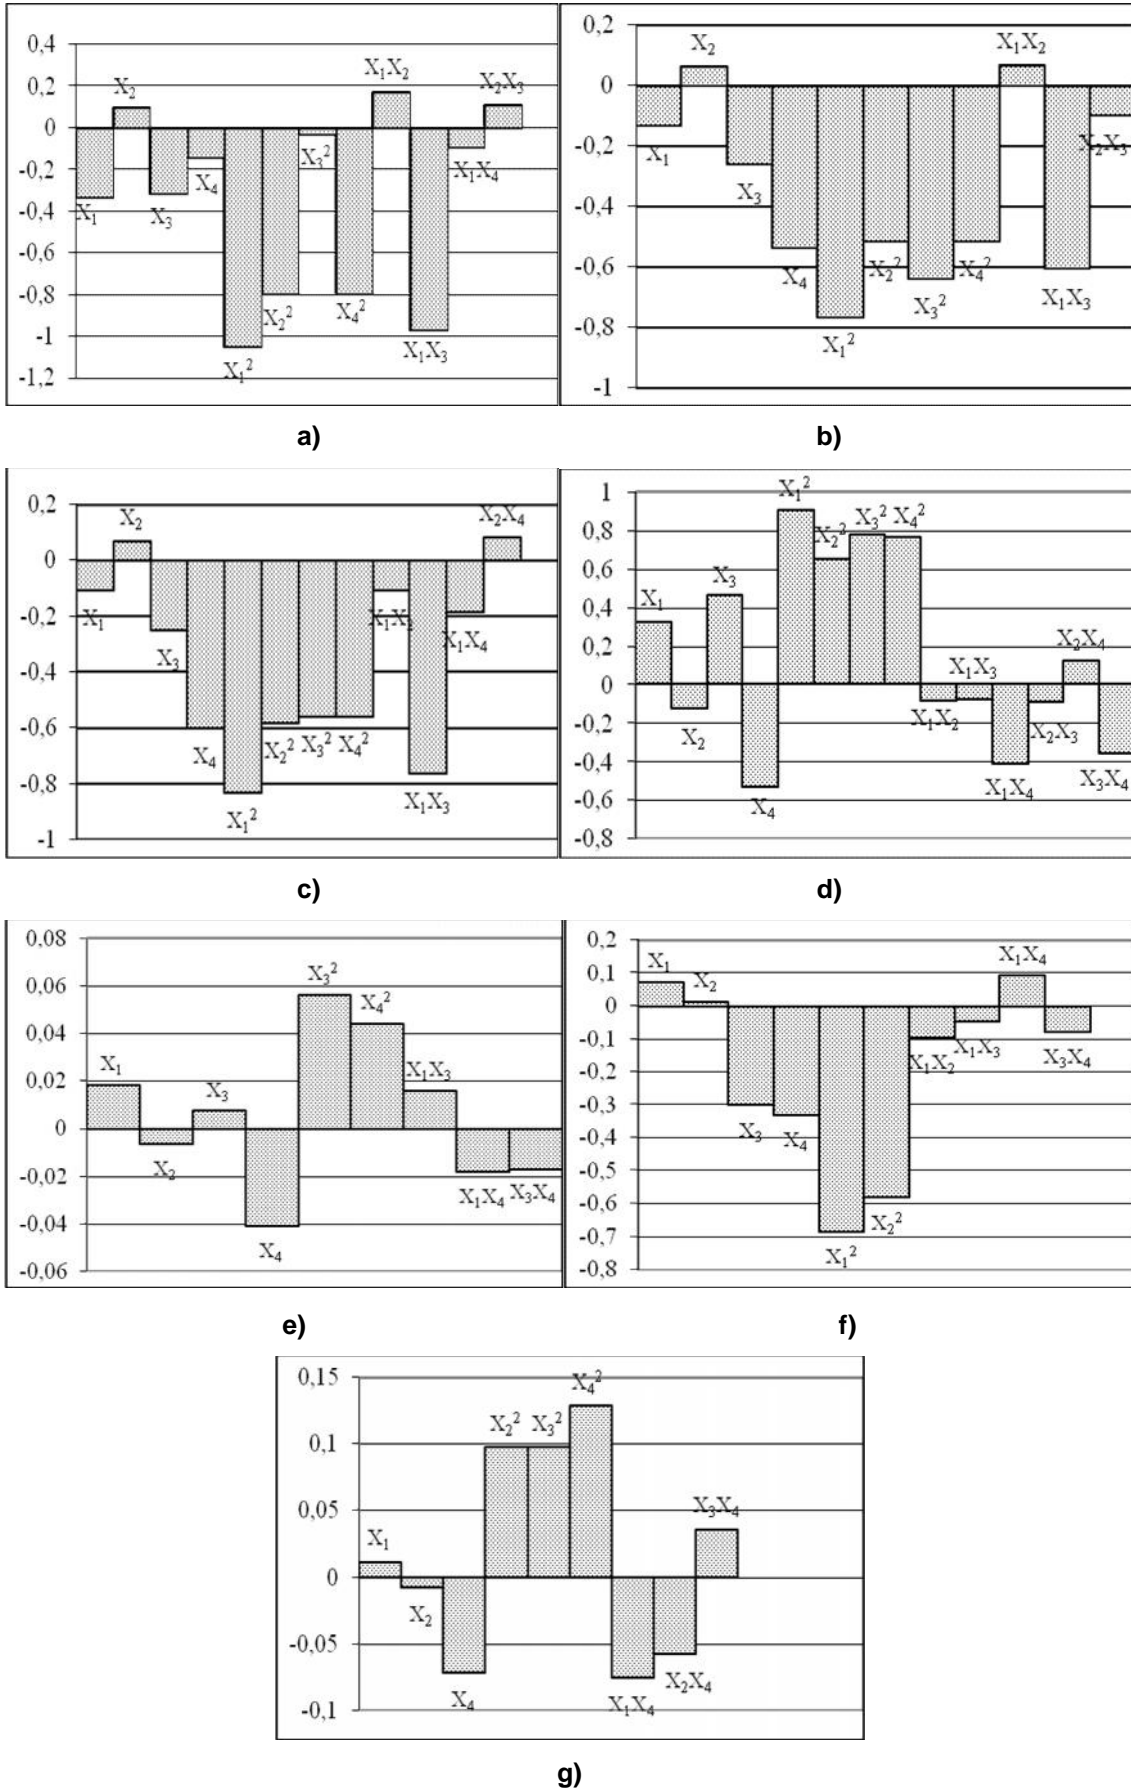 0,4
0,2
0
-0,2
-0,4
-0,6
-0,8
-1
-1,2
X₁
X₂
X₃
X₄
X₁²
X₂²
X₃²
X₄²
X₁X₂
X₁X₃
X₁X₄
X₂X₃
a)
0,2
0
-0,2
-0,4
-0,6
-0,8
-1
X₁
X₂
X₃
X₄
X₁²
X₂²
X₃²
X₄²
X₁X₂
X₁X₃
X₂X₃
b)
0,2
0
-0,2
-0,4
-0,6
-0,8
-1
X₁
X₂
X₃
X₄
X₁²
X₂²
X₃²
X₄²
X₁X₂
X₁X₃
X₁X₄
X₂X₄
c)
1
0,8
0,6
0,4
0,2
0
-0,2
-0,4
-0,6
-0,8
X₁
X₂
X₃
X₄
X₁²
X₂²
X₃²
X₄²
X₁X₂
X₁X₃
X₁X₄
X₂X₃
X₂X₄
X₃X₄
d)
0,08
0,06
0,04
0,02
0
-0,02
-0,04
-0,06
X₁
X₂
X₃
X₄
X₃²
X₄²
X₁X₃
X₁X₄
X₃X₄
e)
0,2
0,1
0
-0,1
-0,2
-0,3
-0,4
-0,5
-0,6
-0,7
-0,8
X₁
X₂
X₃
X₄
X₁²
X₂²
X₁X₂
X₁X₃
X₁X₄
X₃X₄
f)
0,15
0,1
0,05
0
-0,05
-0,1
X₁
X₂
X₄
X₂²
X₃²
X₄²
X₁X₄
X₂X₄
X₃X₄
g)